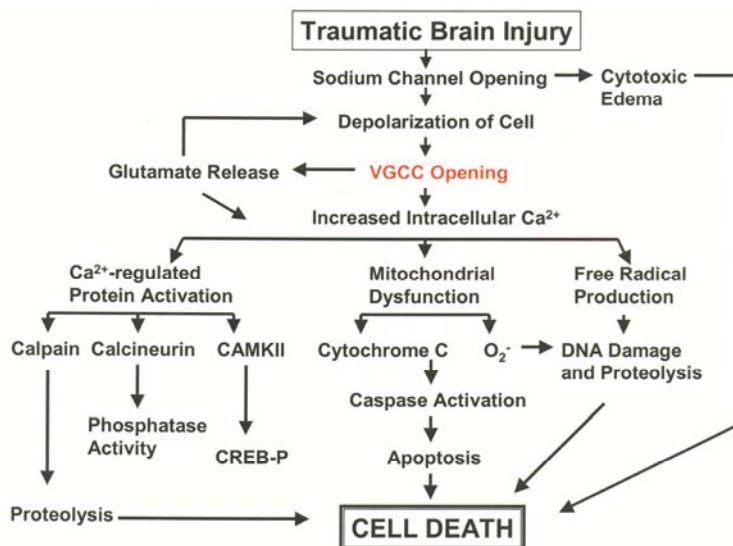 Traumatic Brain Injury
Sodium Channel Opening
Cytotoxic
Edema
Depolarization of Cell
Glutamate Release
VGCC Opening
Increased Intracellular Ca²⁺
Ca²⁺-regulated
Protein Activation
Mitochondrial
Dysfunction
Free Radical
Production
Calpain
Calcineurin
CAMKII
Cytochrome C
O₂⁻
DNA Damage
and Proteolysis
Phosphatase
Activity
CREB-P
Caspase Activation
Apoptosis
Proteolysis
CELL DEATH